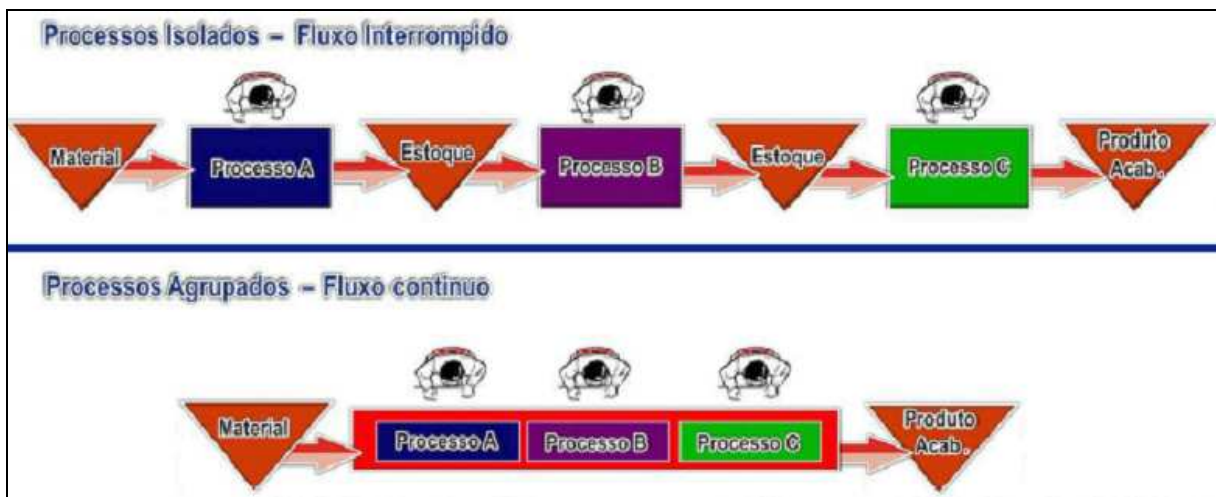 Processos Isolados – Fluxo Interrompido
Material
Processo A
Estoque
Processo B
Estoque
Processo C
Produto
Acab.
Processos Agrupados – Fluxo continuo
Material
Processo A
Processo B
Processo C
Produto
Acab.